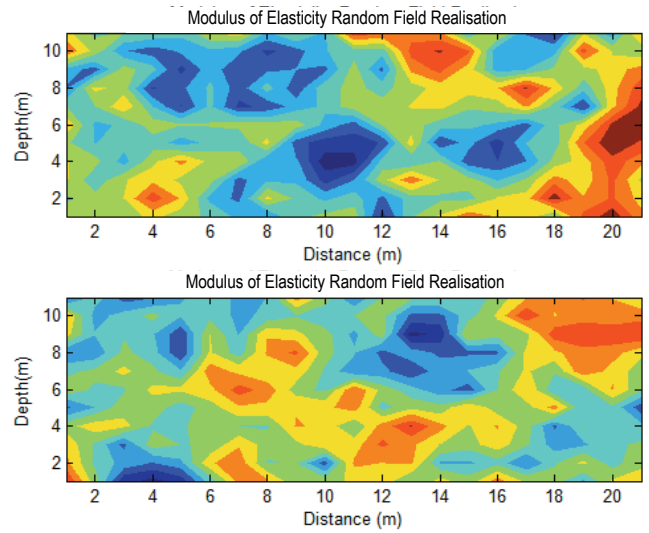 Modulus of Elasticity Random Field Realisation
10
8
6
4
2
Depth(m)
2 4 6 8 10 12 14 16 18 20
Distance (m)
Modulus of Elasticity Random Field Realisation
10
8
6
4
2
Depth(m)
2 4 6 8 10 12 14 16 18 20
Distance (m)